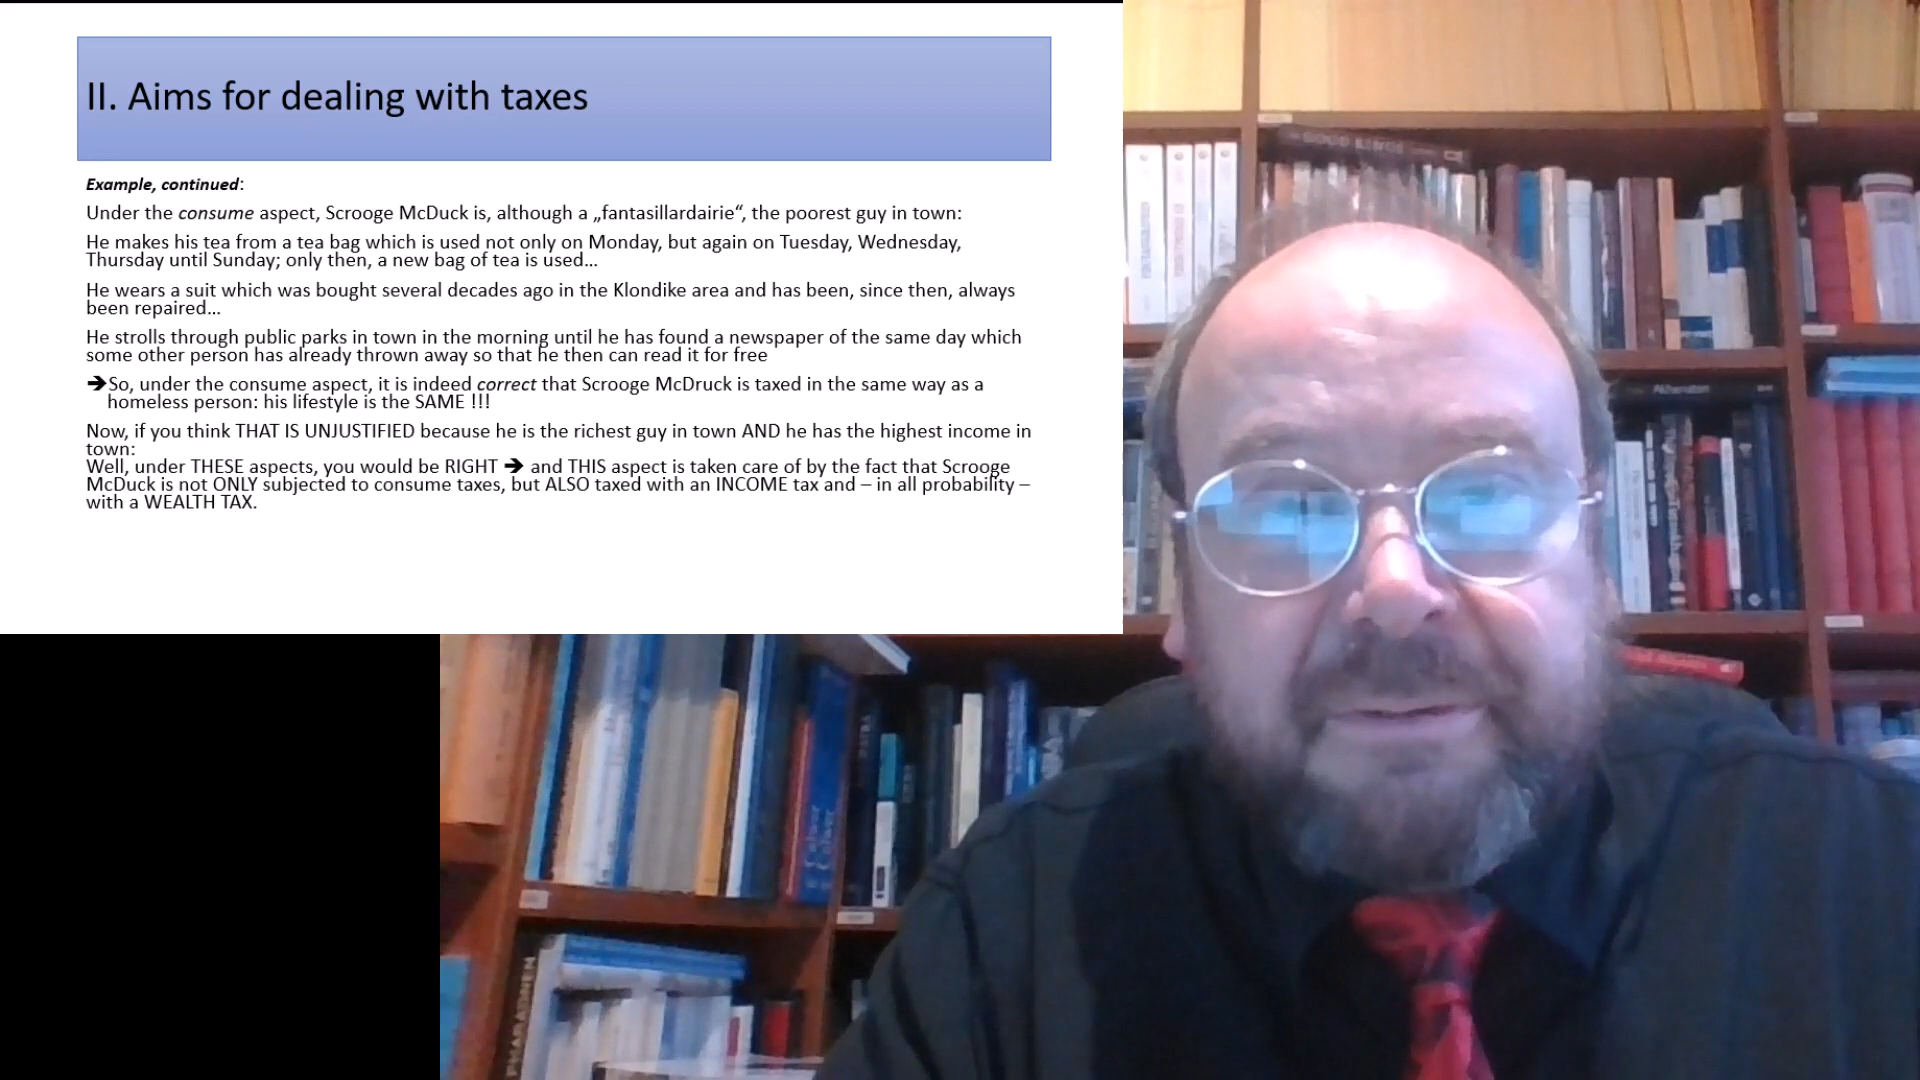 II. Aims for dealing with taxes
Example, continued:
Under the consume aspect, Scrooge McDuck is, although a „fantasillardairie“, the poorest guy in town:
He makes his tea from a tea bag which is used not only on Monday, but again on Tuesday, Wednesday,
Thursday until Sunday; only then, a new bag of tea is used...
He wears a suit which was bought several decades ago in the Klondike area and has been, since then, always
been repaired...
He strolls through public parks in town in the morning until he has found a newspaper of the same day which
some other person has already thrown away so that he then can read it for free
➔So, under the consume aspect, it is indeed correct that Scrooge McDruck is taxed in the same way as a
homeless person: his lifestyle is the SAME !!!
Now, if you think THAT IS UNJUSTIFIED because he is the richest guy in town AND he has the highest income in
town:
Well, under THESE aspects, you would be RIGHT ➔ and THIS aspect is taken care of by the fact that Scrooge
McDuck is not ONLY subjected to consume taxes, but ALSO taxed with an INCOME tax and – in all probability –
with a WEALTH TAX.
PHARAONEN